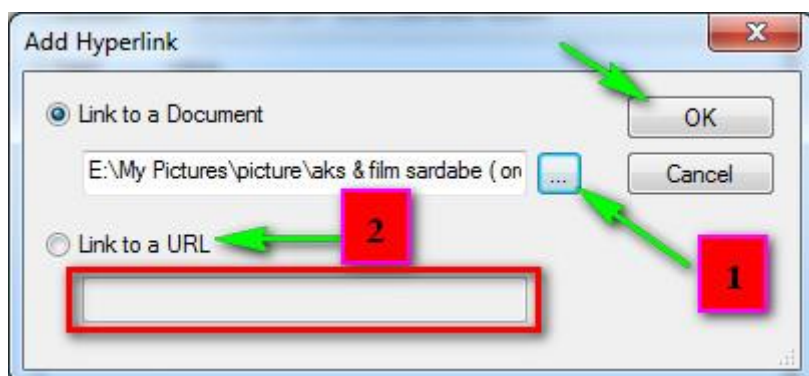 Add Hyperlink
x
Link to a Document
OK
E:\My Pictures\picture\aks & film sardabe ( on
...
Cancel
Link to a URL
2
1